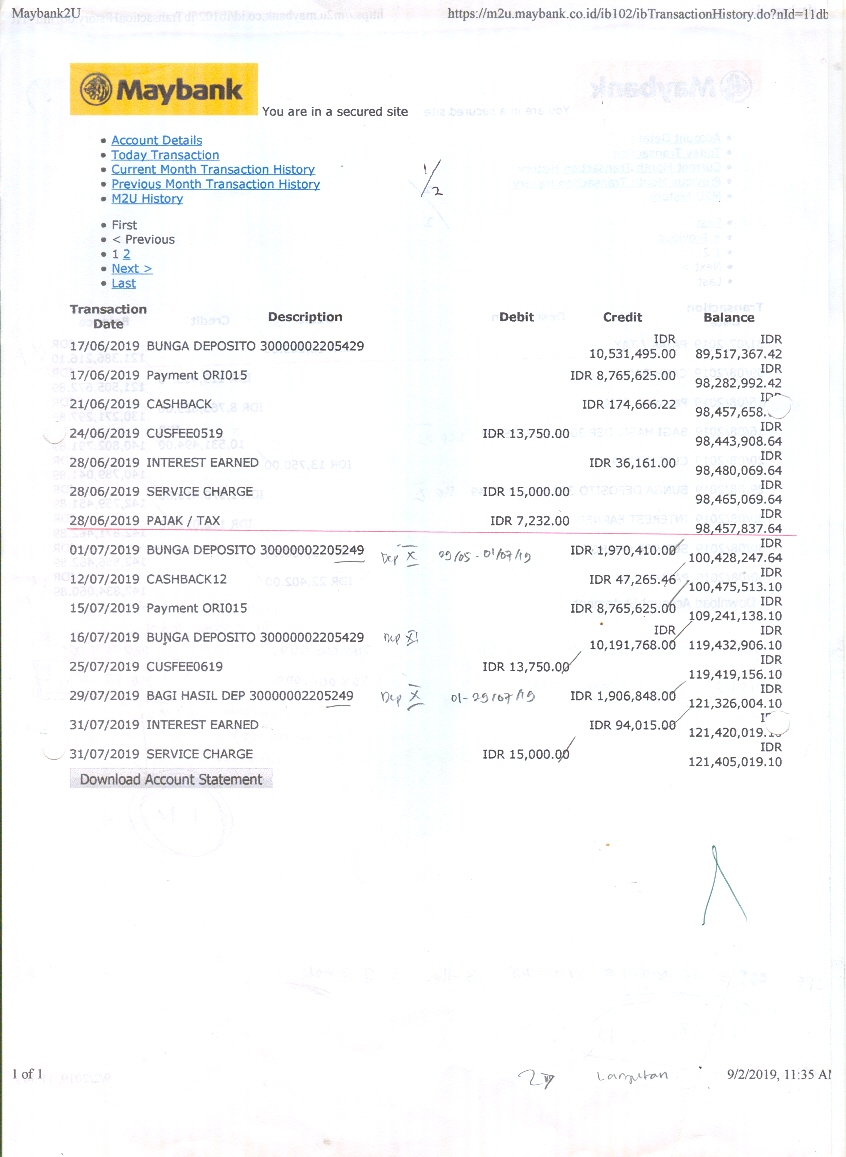 Maybank2U https://m2u.maybank.co.id/ib102/ibTransactionHistory.do?nId=11db
Maybank
You are in a secured site
• Account Details
• Today Transaction
• Current Month Transaction History
• Previous Month Transaction History
• M2U History
1/2
• First
• < Previous
• 1 2
• Next >
• Last
Transaction Date Description Debit Credit Balance
17/06/2019 BUNGA DEPOSITO 30000002205429 IDR 10,531,495.00 IDR 89,517,367.42
17/06/2019 Payment ORI015 IDR 8,765,625.00 IDR 98,282,992.42
21/06/2019 CASHBACK IDR 174,666.22 IDR 98,457,658.
24/06/2019 CUSFEE0519 IDR 13,750.00 IDR 98,443,908.64
28/06/2019 INTEREST EARNED IDR 36,161.00 IDR 98,480,069.64
28/06/2019 SERVICE CHARGE IDR 15,000.00 IDR 98,465,069.64
28/06/2019 PAJAK / TAX IDR 7,232.00 IDR 98,457,837.64
01/07/2019 BUNGA DEPOSITO 30000002205249 Dep X 29/05 - 01/07/19 IDR 1,970,410.00 IDR 100,428,247.64
12/07/2019 CASHBACK12 IDR 47,265.46 IDR 100,475,513.10
15/07/2019 Payment ORI015 IDR 8,765,625.00 IDR 109,241,138.10
16/07/2019 BUNGA DEPOSITO 30000002205429 Dep XI IDR 10,191,768.00 IDR 119,432,906.10
25/07/2019 CUSFEE0619 IDR 13,750.00 IDR 119,419,156.10
29/07/2019 BAGI HASIL DEP 30000002205249 Dep X 01-29/07/19 IDR 1,906,848.00 IDR 121,326,004.10
31/07/2019 INTEREST EARNED IDR 94,015.00 121,420,019.10
31/07/2019 SERVICE CHARGE IDR 15,000.00 IDR 121,405,019.10
Download Account Statement
1 of 1 Lanjutan 9/2/2019, 11:35 AM